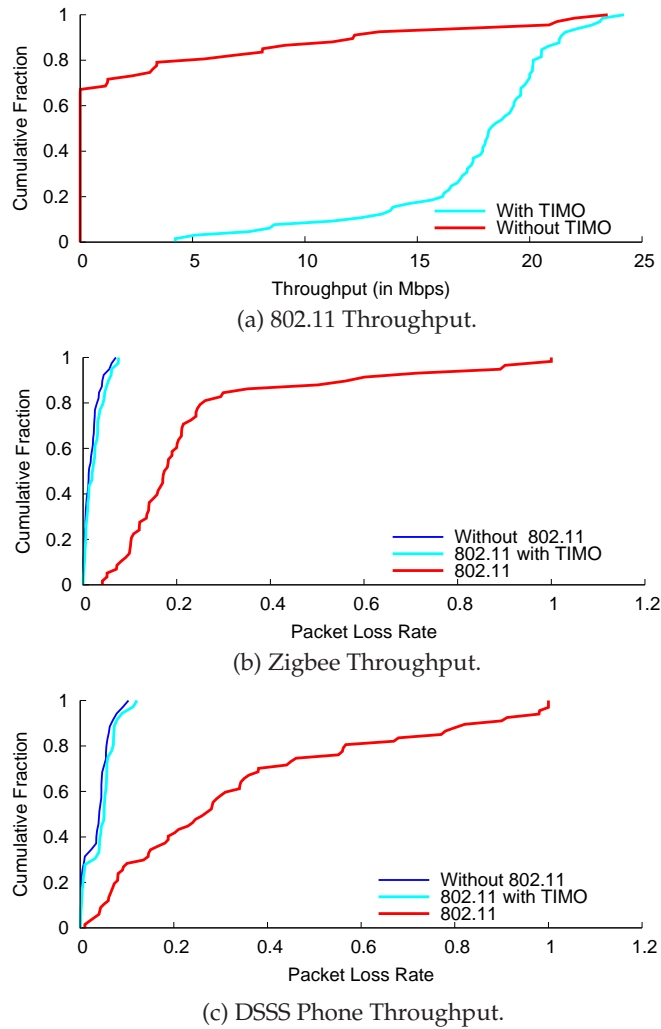 1
0.8
0.6
0.4
0.2
0
Cumulative Fraction
With TIMO
Without TIMO
0 5 10 15 20 25
Throughput (in Mbps)
(a) 802.11 Throughput.
1
0.8
0.6
0.4
0.2
0
Cumulative Fraction
Without 802.11
802.11 with TIMO
802.11
0 0.2 0.4 0.6 0.8 1 1.2
Packet Loss Rate
(b) Zigbee Throughput.
1
0.8
0.6
0.4
0.2
0
Cumulative Fraction
Without 802.11
802.11 with TIMO
802.11
0 0.2 0.4 0.6 0.8 1 1.2
Packet Loss Rate
(c) DSSS Phone Throughput.